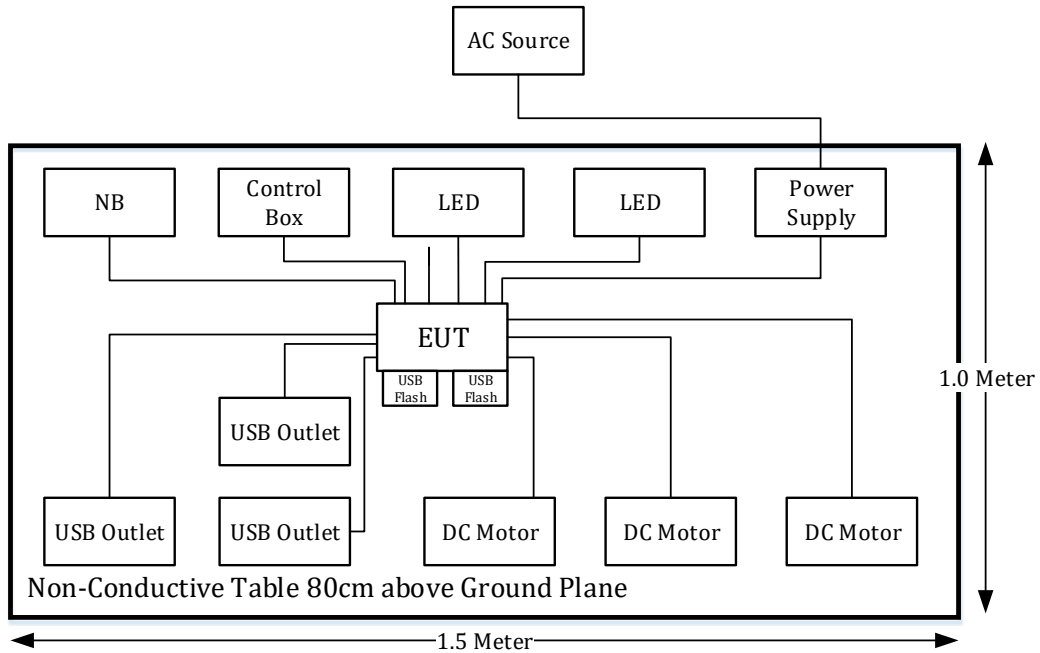 AC Source
NB
Control
Box
LED
LED
Power
Supply
EUT
USB
Flash
USB
Flash
1.0 Meter
USB Outlet
USB Outlet
USB Outlet
DC Motor
DC Motor
DC Motor
Non-Conductive Table 80cm above Ground Plane
1.5 Meter